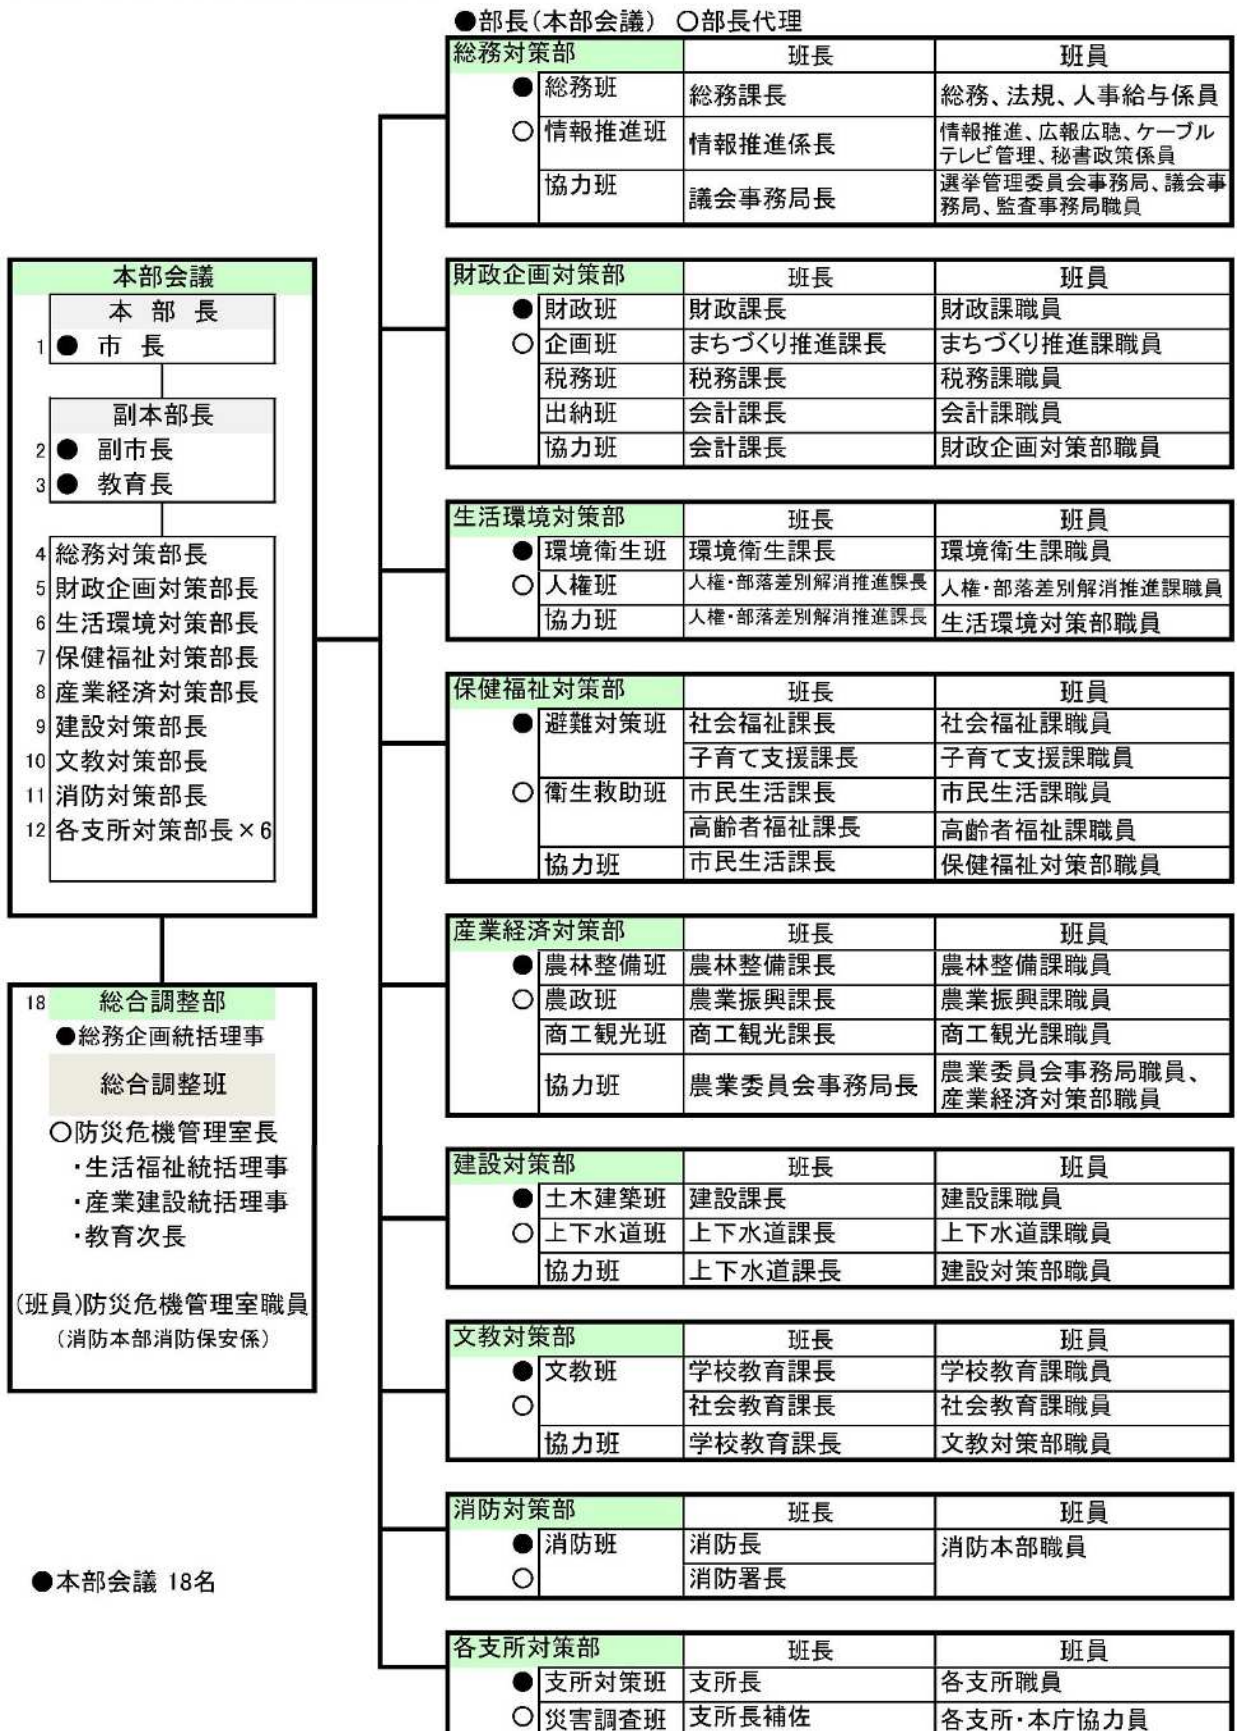 ●部長(本部会議) ○部長代理
総務対策部 班長 班員
● 総務班 総務課長 総務、法規、人事給与係員
○ 情報推進班 情報推進係長 情報推進、広報広聴、ケーブル
テレビ管理、秘書政策係員
協力班 議会事務局長 選挙管理委員会事務局、議会事
務局、監査事務局職員
本部会議
本 部 長
1 ● 市 長
副本部長
2 ● 副市長
3 ● 教育長
4 総務対策部長
5 財政企画対策部長
6 生活環境対策部長
7 保健福祉対策部長
8 産業経済対策部長
9 建設対策部長
10 文教対策部長
11 消防対策部長
12 各支所対策部長×6
18 総合調整部
●総務企画統括理事
総合調整班
○防災危機管理室長
・生活福祉統括理事
・産業建設統括理事
・教育次長
(班員)防災危機管理室職員
(消防本部消防保安係)
●本部会議 18名
財政企画対策部 班長 班員
● 財政班 財政課長 財政課職員
○ 企画班 まちづくり推進課長 まちづくり推進課職員
税務班 税務課長 税務課職員
出納班 会計課長 会計課職員
協力班 会計課長 財政企画対策部職員
生活環境対策部 班長 班員
● 環境衛生班 環境衛生課長 環境衛生課職員
○ 人権班 人権・部落差別解消推進課長 人権・部落差別解消推進課職員
協力班 人権・部落差別解消推進課長 生活環境対策部職員
保健福祉対策部 班長 班員
● 避難対策班 社会福祉課長 社会福祉課職員
子育て支援課長 子育て支援課職員
○ 衛生救助班 市民生活課長 市民生活課職員
高齢者福祉課長 高齢者福祉課職員
協力班 市民生活課長 保健福祉対策部職員
産業経済対策部 班長 班員
● 農林整備班 農林整備課長 農林整備課職員
○ 農政班 農業振興課長 農業振興課職員
商工観光班 商工観光課長 商工観光課職員
協力班 農業委員会事務局長 農業委員会事務局職員、
産業経済対策部職員
建設対策部 班長 班員
● 土木建築班 建設課長 建設課職員
○ 上下水道班 上下水道課長 上下水道課職員
協力班 上下水道課長 建設対策部職員
文教対策部 班長 班員
● 文教班 学校教育課長 学校教育課職員
○ 社会教育課長 社会教育課職員
協力班 学校教育課長 文教対策部職員
消防対策部 班長 班員
● 消防班 消防長 消防本部職員
○ 消防署長
各支所対策部 班長 班員
● 支所対策班 支所長 各支所職員
○ 災害調査班 支所長補佐 各支所・本庁協力員